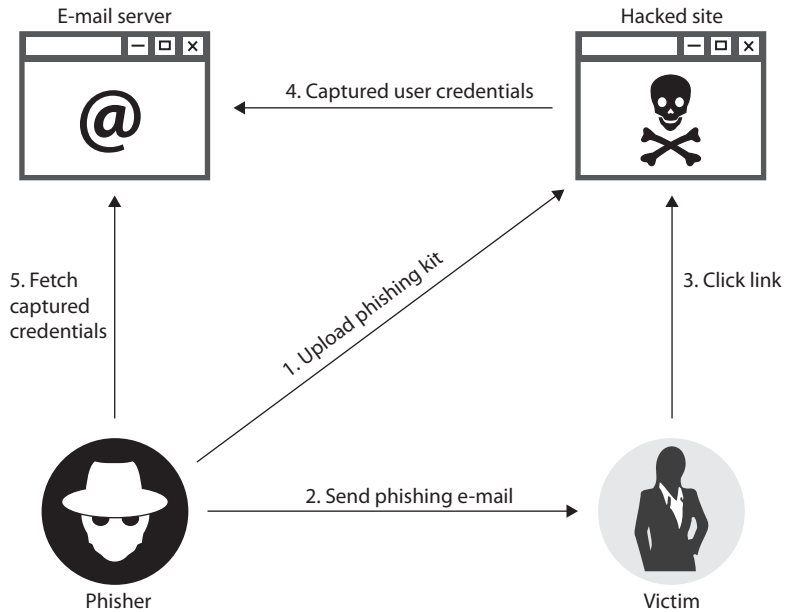 E-mail server
Hacked site
@
4. Captured user credentials
5. Fetch
captured
credentials
1. Upload phishing kit
3. Click link
2. Send phishing e-mail
Phisher
Victim